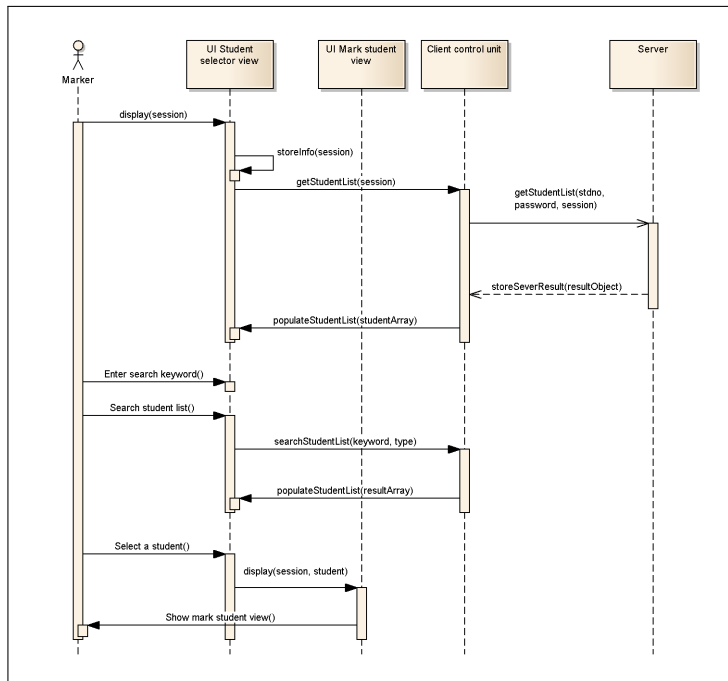 UI Student
selector view
UI Mark student
view
Client control unit
Server
Marker
display(session)
storeInfo(session)
getStudentList(session)
getStudentList(stdno,
password, session)
storeSeverResult(resultObject)
populateStudentList(studentArray)
Enter search keyword()
Search student list()
searchStudentList(keyword, type)
populateStudentList(resultArray)
Select a student()
display(session, student)
Show mark student view()